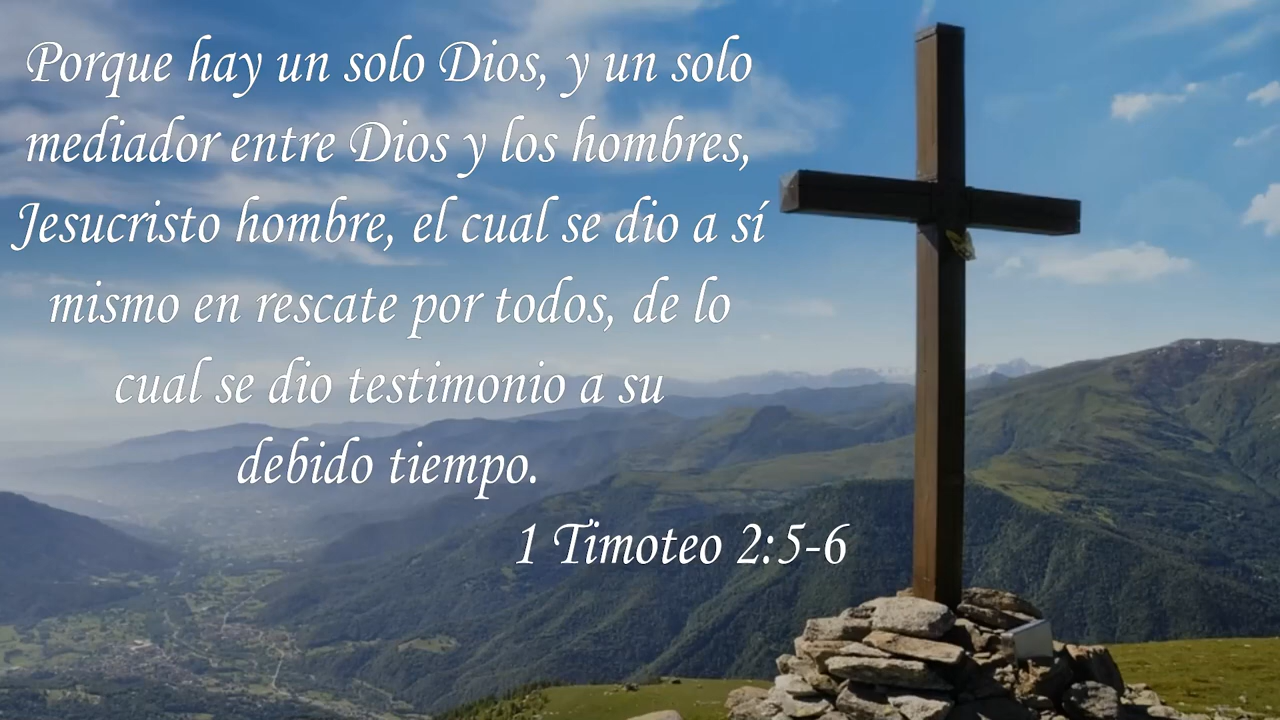 Porque hay un solo Dios, y un solo
mediador entre Dios y los hombres,
Jesucristo hombre, el cual se dio a sí
mismo en rescate por todos, de lo
cual se dio testimonio a su
debido tiempo.
1 Timoteo 2:5-6